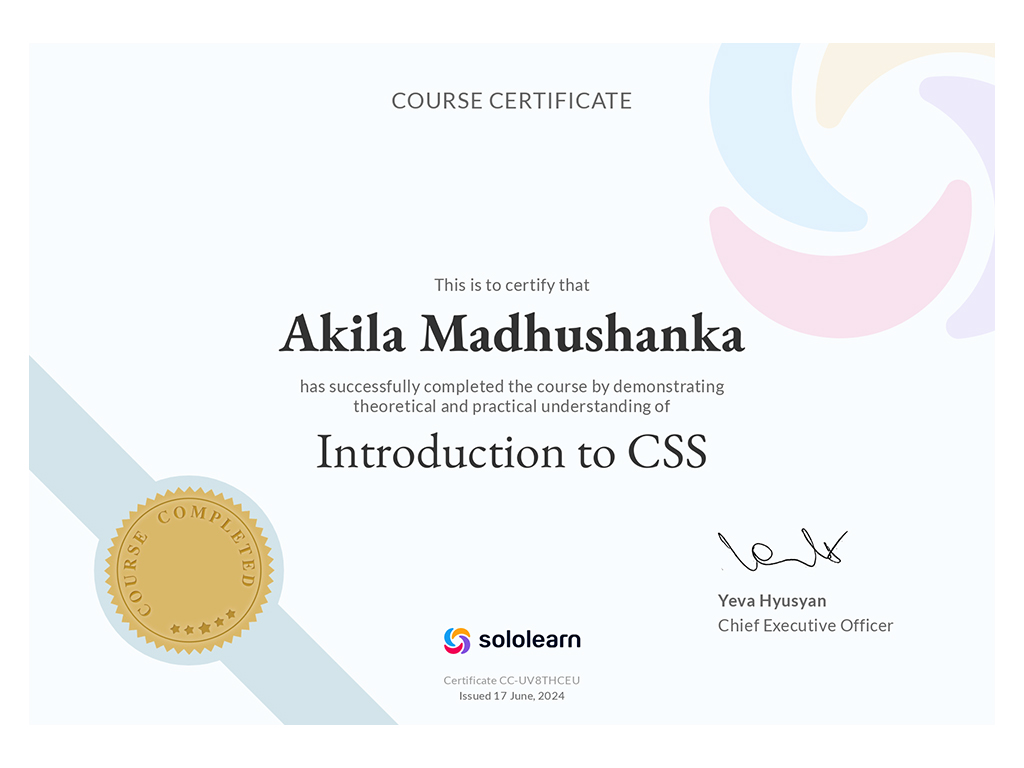 COURSE CERTIFICATE
This is to certify that
Akila Madhushanka
has successfully completed the course by demonstrating
theoretical and practical understanding of
Introduction to CSS
COURSE COMPLETED
Yeva Hyusyan
Chief Executive Officer
sololearn
Certificate CC-UV8THCEU
Issued 17 June, 2024